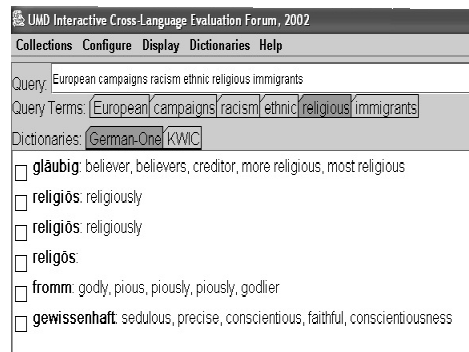 UMD Interactive Cross-Language Evaluation Forum, 2002
Collections Configure Display Dictionaries Help
Query: European campaigns racism ethnic religious immigrants
Query Terms: European campaigns racism ethnic religious immigrants
Dictionaries: German-One KWIC
gläubig: believer, believers, creditor, more religious, most religious
religiös: religiously
religiös: religiously
religös:
fromm: godly, pious, piously, piously, godlier
gewissenhaft: sedulous, precise, conscientious, faithful, conscientiousness